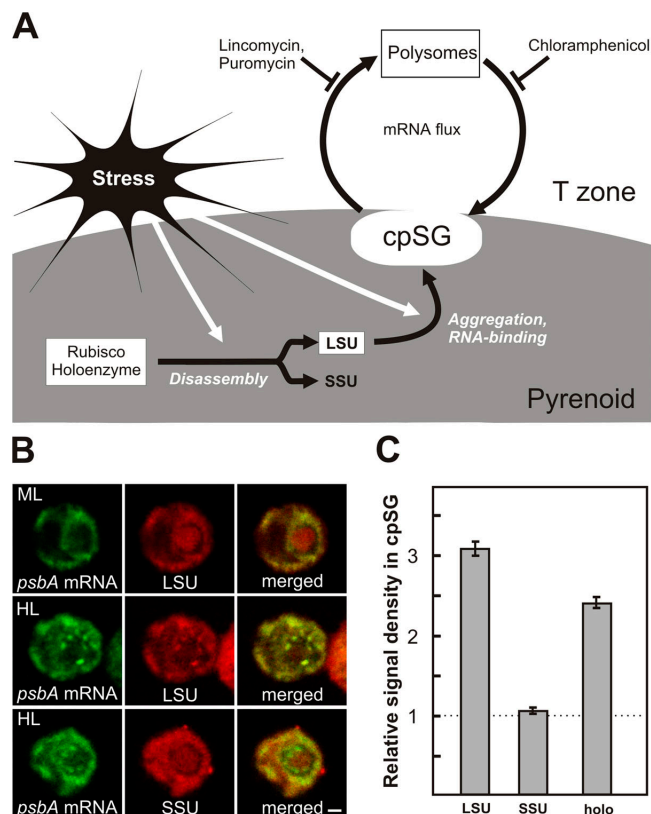 A
Lincomycin,
Puromycin
Polysomes
Chloramphenicol
mRNA flux
Stress
T zone
cpSG
Aggregation,
RNA-binding
Rubisco
Holoenzyme
Disassembly
LSU
SSU
Pyrenoid
B
ML
psbA mRNA
LSU
merged
HL
psbA mRNA
LSU
merged
HL
psbA mRNA
SSU
merged
C
Relative signal density in cpSG
3
2
1
LSU
SSU
holo